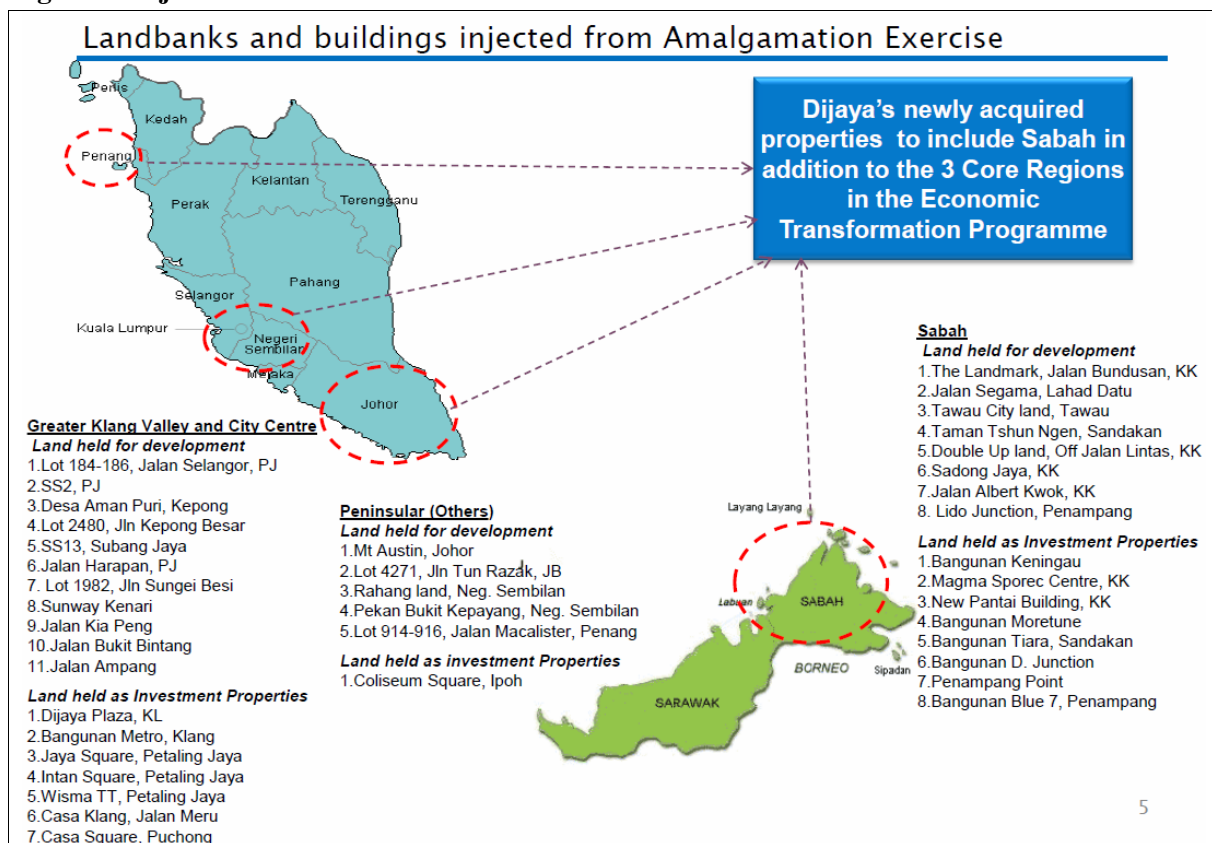 Landbanks and buildings injected from Amalgamation Exercise
Perlis
Kedah
Penang
Kelantan
Perak
Terengganu
Pahang
Selangor
Kuala Lumpur
Negeri
Sembilan
Melaka
Johor
Dijaya's newly acquired
properties to include Sabah in
addition to the 3 Core Regions
in the Economic
Transformation Programme
Greater Klang Valley and City Centre
Land held for development
1.Lot 184-186, Jalan Selangor, PJ
2.SS2, PJ
3.Desa Aman Puri, Kepong
4.Lot 2480, Jln Kepong Besar
5.SS13, Subang Jaya
6.Jalan Harapan, PJ
7. Lot 1982, Jln Sungei Besi
8.Sunway Kenari
9.Jalan Kia Peng
10.Jalan Bukit Bintang
11.Jalan Ampang
Land held as Investment Properties
1.Dijaya Plaza, KL
2.Bangunan Metro, Klang
3.Jaya Square, Petaling Jaya
4.Intan Square, Petaling Jaya
5.Wisma TT, Petaling Jaya
6.Casa Klang, Jalan Meru
7.Casa Square, Puchong
Peninsular (Others)
Land held for development
1.Mt Austin, Johor
2.Lot 4271, Jln Tun Razak, JB
3.Rahang land, Neg. Sembilan
4.Pekan Bukit Kepayang, Neg. Sembilan
5.Lot 914-916, Jalan Macalister, Penang
Land held as investment Properties
1.Coliseum Square, Ipoh
Sabah
Land held for development
1.The Landmark, Jalan Bundusan, KK
2.Jalan Segama, Lahad Datu
3.Tawau City land, Tawau
4.Taman Tshun Ngen, Sandakan
5.Double Up land, Off Jalan Lintas, KK
6.Sadong Jaya, KK
7.Jalan Albert Kwok, KK
8. Lido Junction, Penampang
Land held as Investment Properties
1.Bangunan Keningau
2.Magma Sporec Centre, KK
3.New Pantai Building, KK
4.Bangunan Moretune
5.Bangunan Tiara, Sandakan
6.Bangunan D. Junction
7.Penampang Point
8.Bangunan Blue 7, Penampang
Layang Layang
Labuan
SABAH
BORNEO
Sipadan
SARAWAK
5